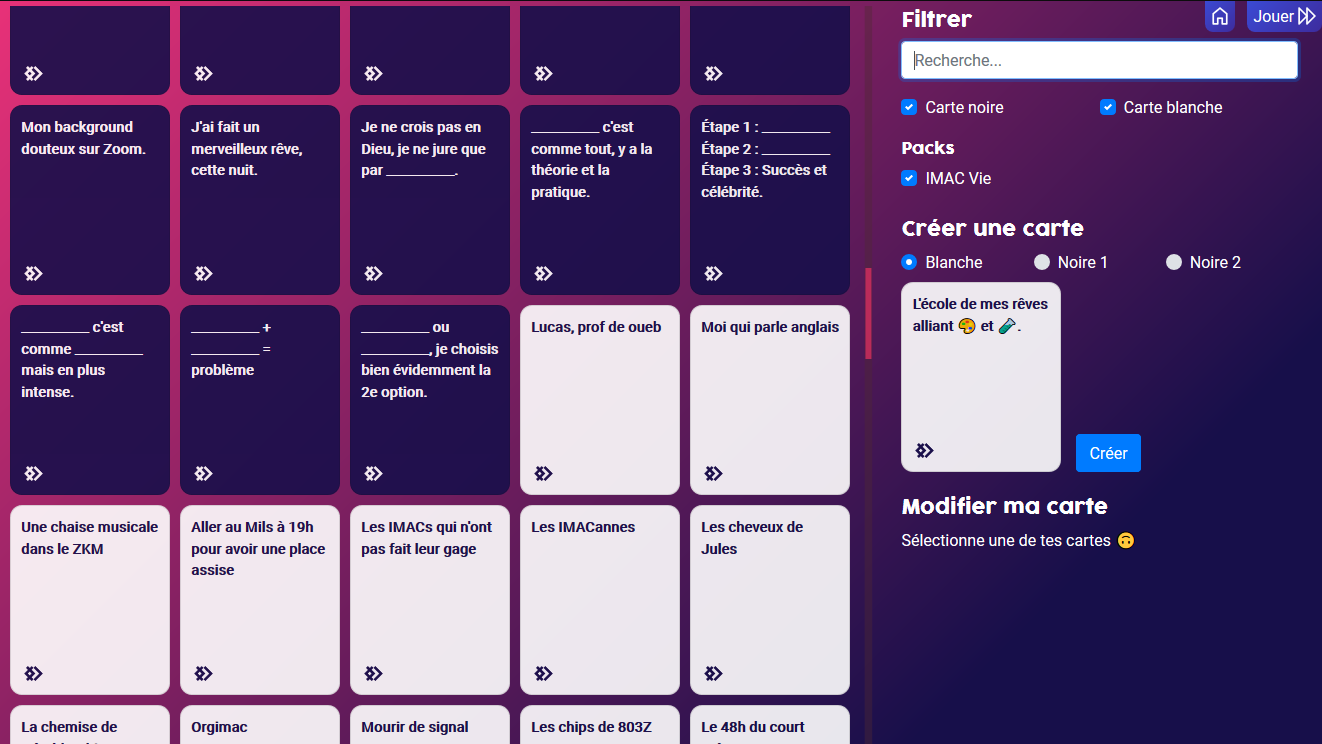 Mon background
douteux sur Zoom.
J'ai fait un
merveilleux rêve,
cette nuit.
Je ne crois pas en
Dieu, je ne jure que
par _________.
_________ c'est
comme tout, y a la
théorie et la
pratique.
Étape 1 : _________
Étape 2 : _________
Étape 3 : Succès et
célébrité.
_________ c'est
comme _________
mais en plus
intense.
_________ +
_________ =
problème
_________ ou
_________, je choisis
bien évidemment la
2e option.
Lucas, prof de oueb
Moi qui parle anglais
Une chaise musicale
dans le ZKM
Aller au Mils à 19h
pour avoir une place
assise
Les IMACs qui n'ont
pas fait leur gage
Les IMACannes
Les cheveux de
Jules
La chemise de
Orgimac
Mourir de signal
Les chips de 803Z
Le 48h du court
Filtrer
Jouer
Recherche...
Carte noire
Carte blanche
Packs
IMAC Vie
Créer une carte
Blanche
Noire 1
Noire 2
L'école de mes rêves
alliant 🎨 et 🧪.
Créer
Modifier ma carte
Sélectionne une de tes cartes 🙃